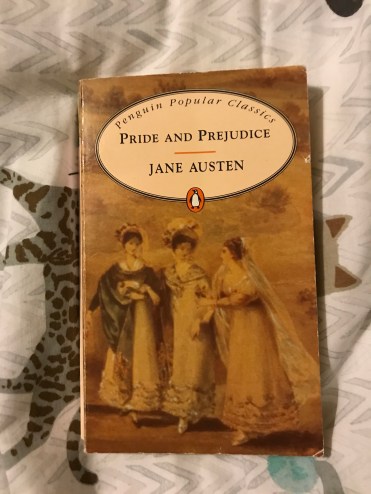 Penguin Popular Classics
PRIDE AND PREJUDICE
JANE AUSTEN